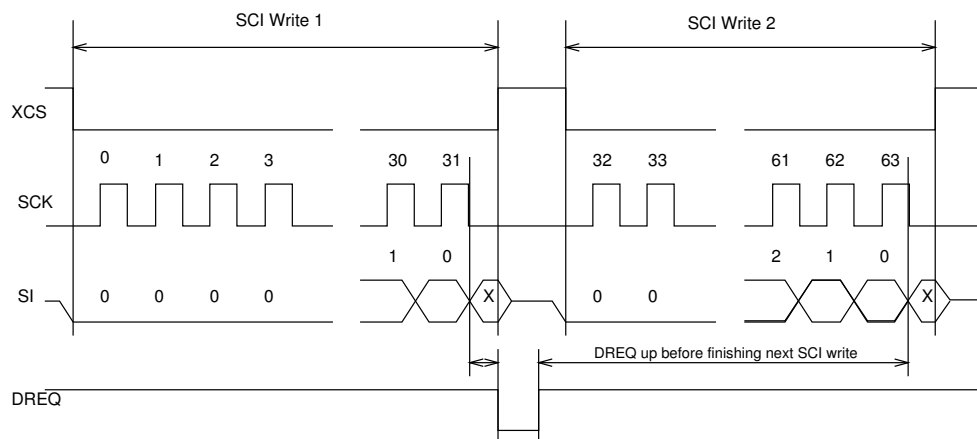 SCI Write 1 SCI Write 2
XCS
0 1 2 3 30 31 32 33 61 62 63
SCK
1 0 2 1 0
SI 0 0 0 0 X 0 0 X
DREQ up before finishing next SCI write
DREQ